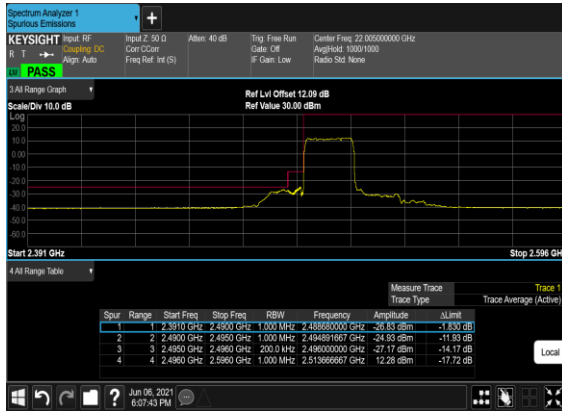 Spectrum Analyzer 1
Spurious Emissions
+
KEYSIGHT
R T
LXI
PASS
Input: RF
Coupling: DC
Align: Auto
Input Z: 50 Ω
Corr CCorr
Freq Ref: Int (S)
Atten: 40 dB
Trig: Free Run
Gate: Off
IF Gain: Low
Center Freq: 22.005000000 GHz
Avg|Hold: 1000/1000
Radio Std: None
3 All Range Graph
Scale/Div 10.0 dB
Ref Lvl Offset 12.09 dB
Ref Value 30.00 dBm
Log
20.0
10.0
0.00
-10.0
-20.0
-30.0
-40.0
-50.0
-60.0
Start 2.391 GHz
Stop 2.596 GH
4 All Range Table
Measure Trace Trace 1
Trace Type Trace Average (Active)
Spur Range Start Freq Stop Freq RBW Frequency Amplitude ΔLimit
1 1 2.3910 GHz 2.4900 GHz 1.000 MHz 2.488680000 GHz -26.83 dBm -1.830 dB
2 2 2.4900 GHz 2.4950 GHz 1.000 MHz 2.494891667 GHz -24.93 dBm -11.93 dB
3 3 2.4950 GHz 2.4960 GHz 200.0 kHz 2.496000000 GHz -27.17 dBm -14.17 dB
4 4 2.4960 GHz 2.5960 GHz 1.000 MHz 2.513666667 GHz 12.28 dBm -17.72 dB
Local
?
Jun 06, 2021
6:07:43 PM